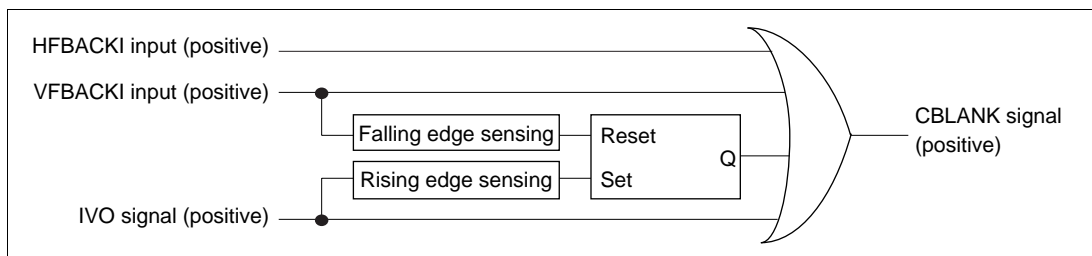 HFBACKI input (positive)
VFBACKI input (positive)
Falling edge sensing
Reset
Q
Rising edge sensing
Set
IVO signal (positive)
CBLANK signal
(positive)